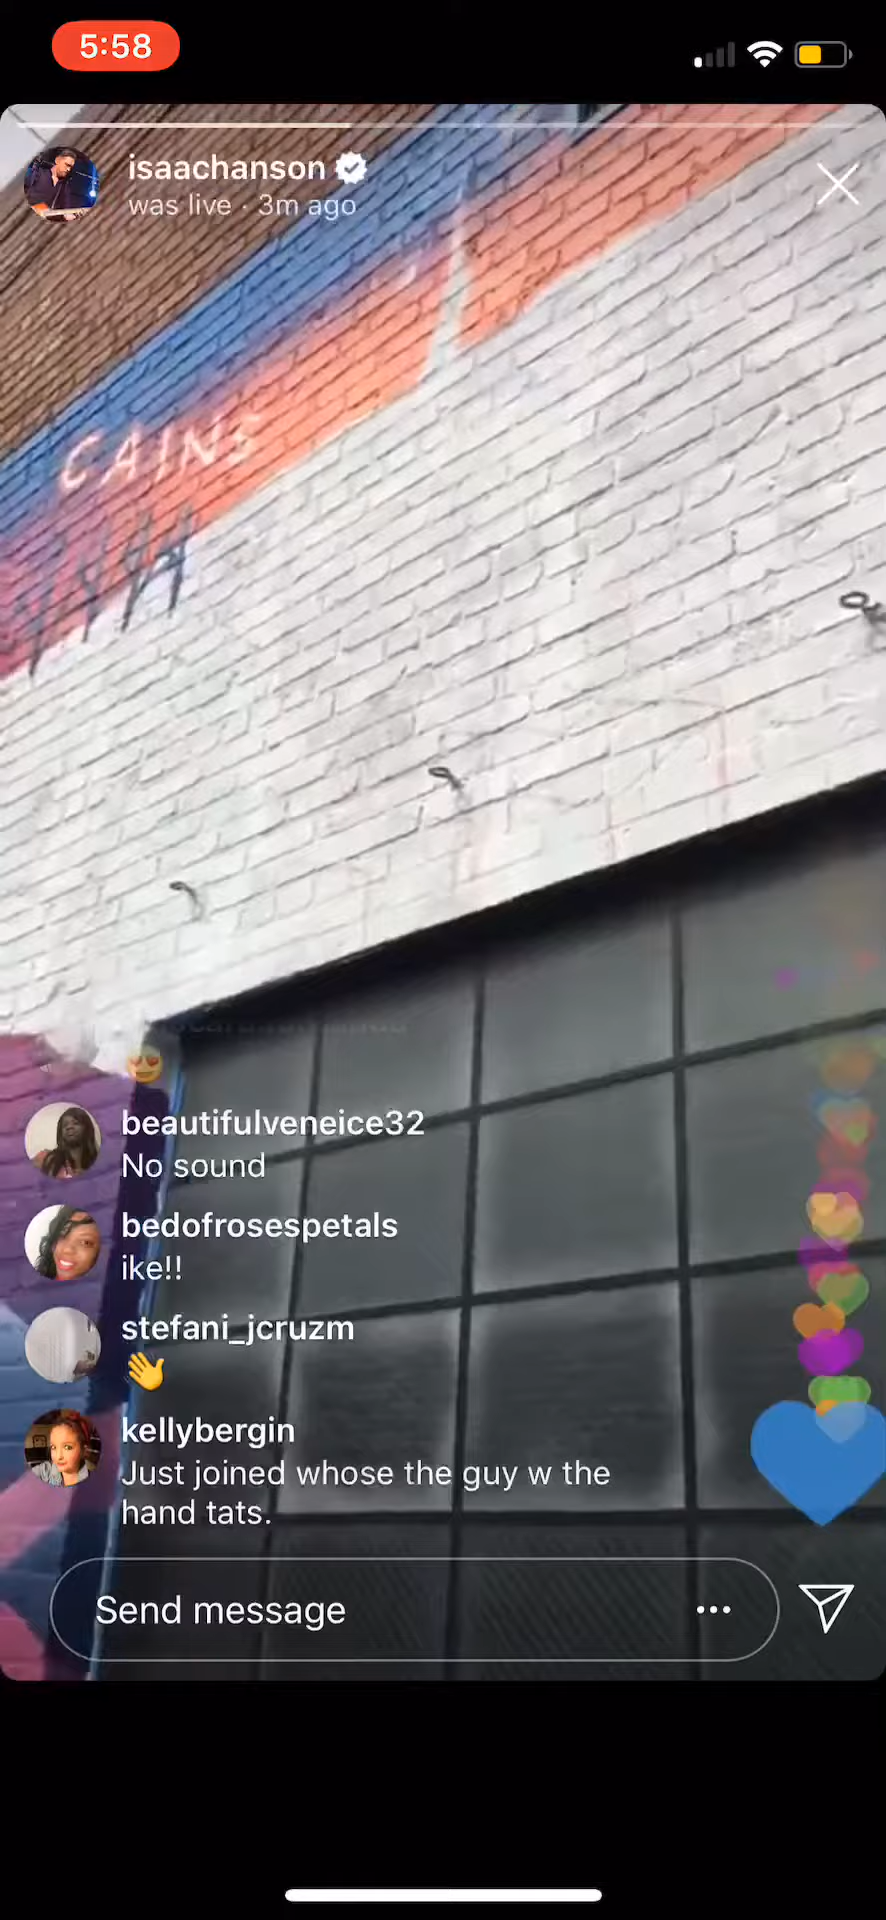 5:58
isaachanson
was live · 3m ago
CAINS
😍
beautifulveneice32
No sound
bedofrosespetals
ike!!
stefani_jcruzm
👋
kellybergin
Just joined whose the guy w the
hand tats.
Send message